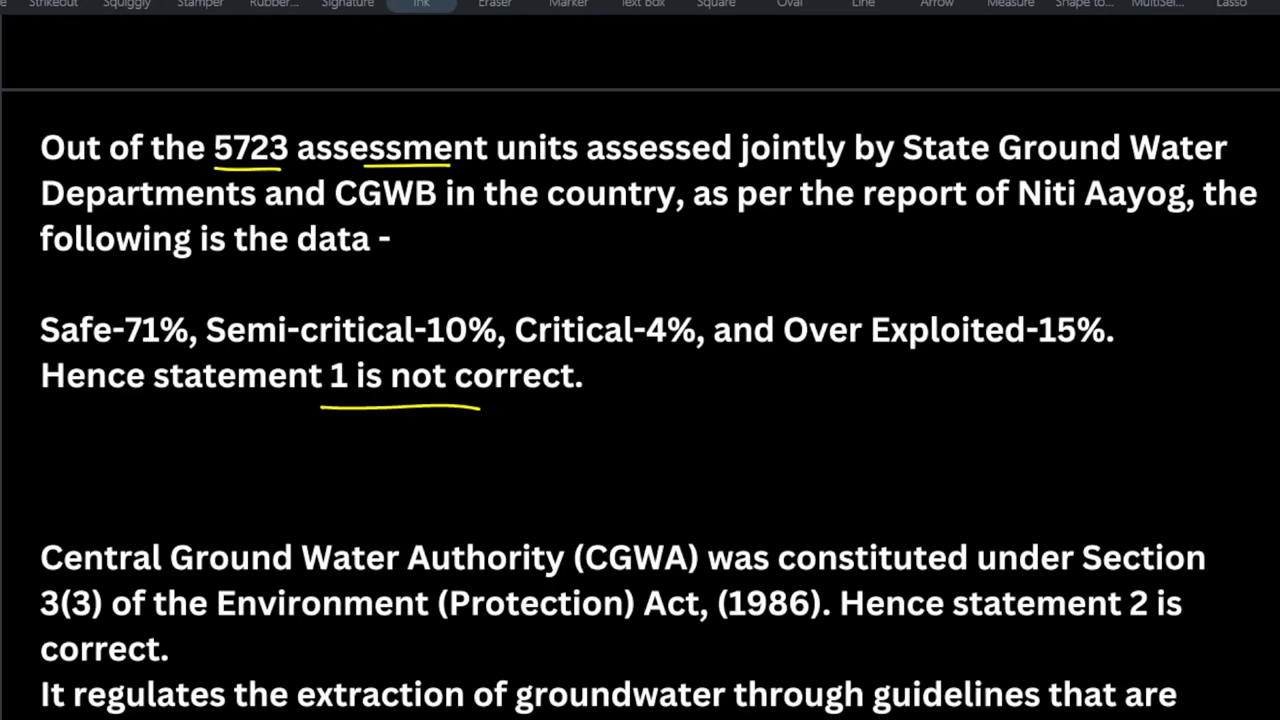 Strikeout Squiggly Stamper Rubber... Signature Ink Eraser Marker Text Box Square Oval Line Arrow Measure Shape to... MultiSel... Lasso
Out of the 5723 assessment units assessed jointly by State Ground Water
Departments and CGWB in the country, as per the report of Niti Aayog, the
following is the data -
Safe-71%, Semi-critical-10%, Critical-4%, and Over Exploited-15%.
Hence statement 1 is not correct.
Central Ground Water Authority (CGWA) was constituted under Section
3(3) of the Environment (Protection) Act, (1986). Hence statement 2 is
correct.
It regulates the extraction of groundwater through guidelines that are